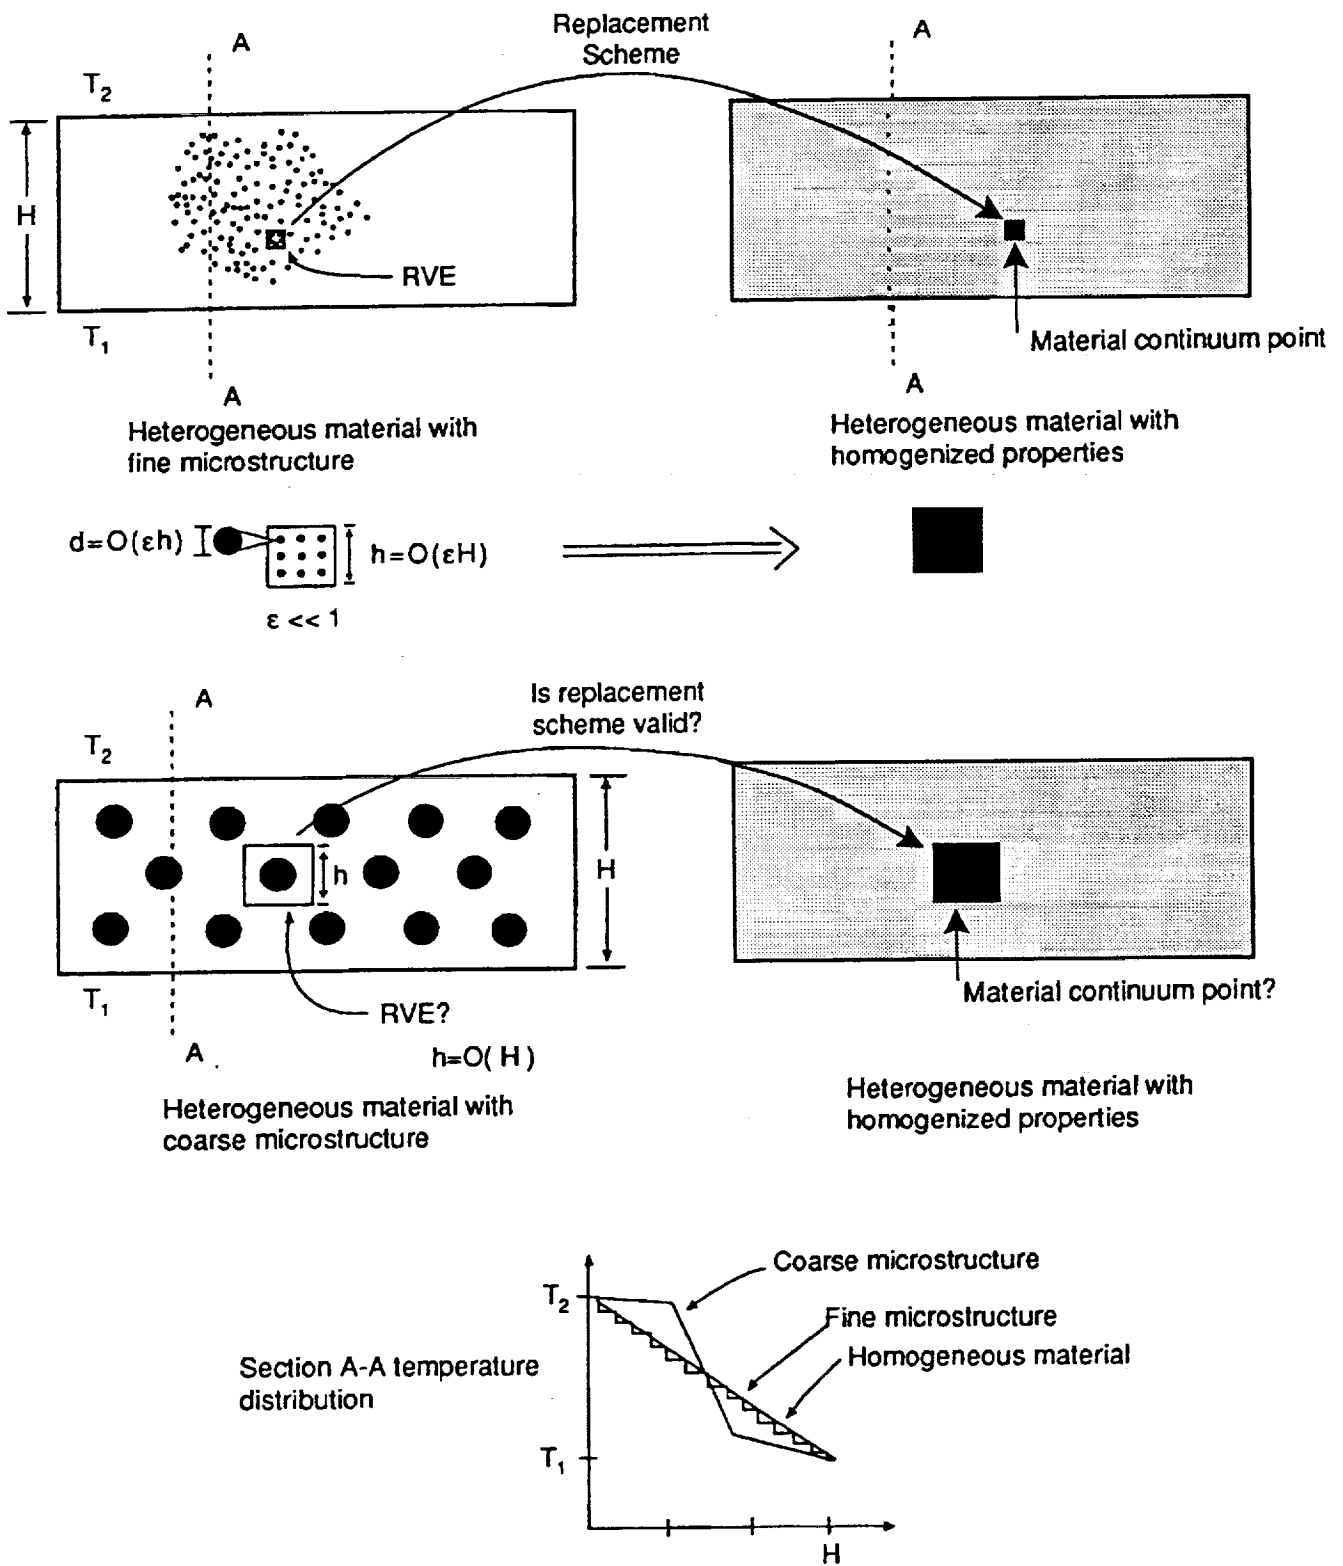 Replacement
Scheme
A
A
T2
H
RVE
T1
Material continuum point
A
A
Heterogeneous material with
fine microstructure
Heterogeneous material with
homogenized properties
d=O(εh)
h=O(εH)
ε << 1
Is replacement
scheme valid?
A
T2
h
H
T1
RVE?
Material continuum point?
A
h=O( H )
Heterogeneous material with
coarse microstructure
Heterogeneous material with
homogenized properties
Coarse microstructure
T2
Fine microstructure
Homogeneous material
Section A-A temperature
distribution
T1
H